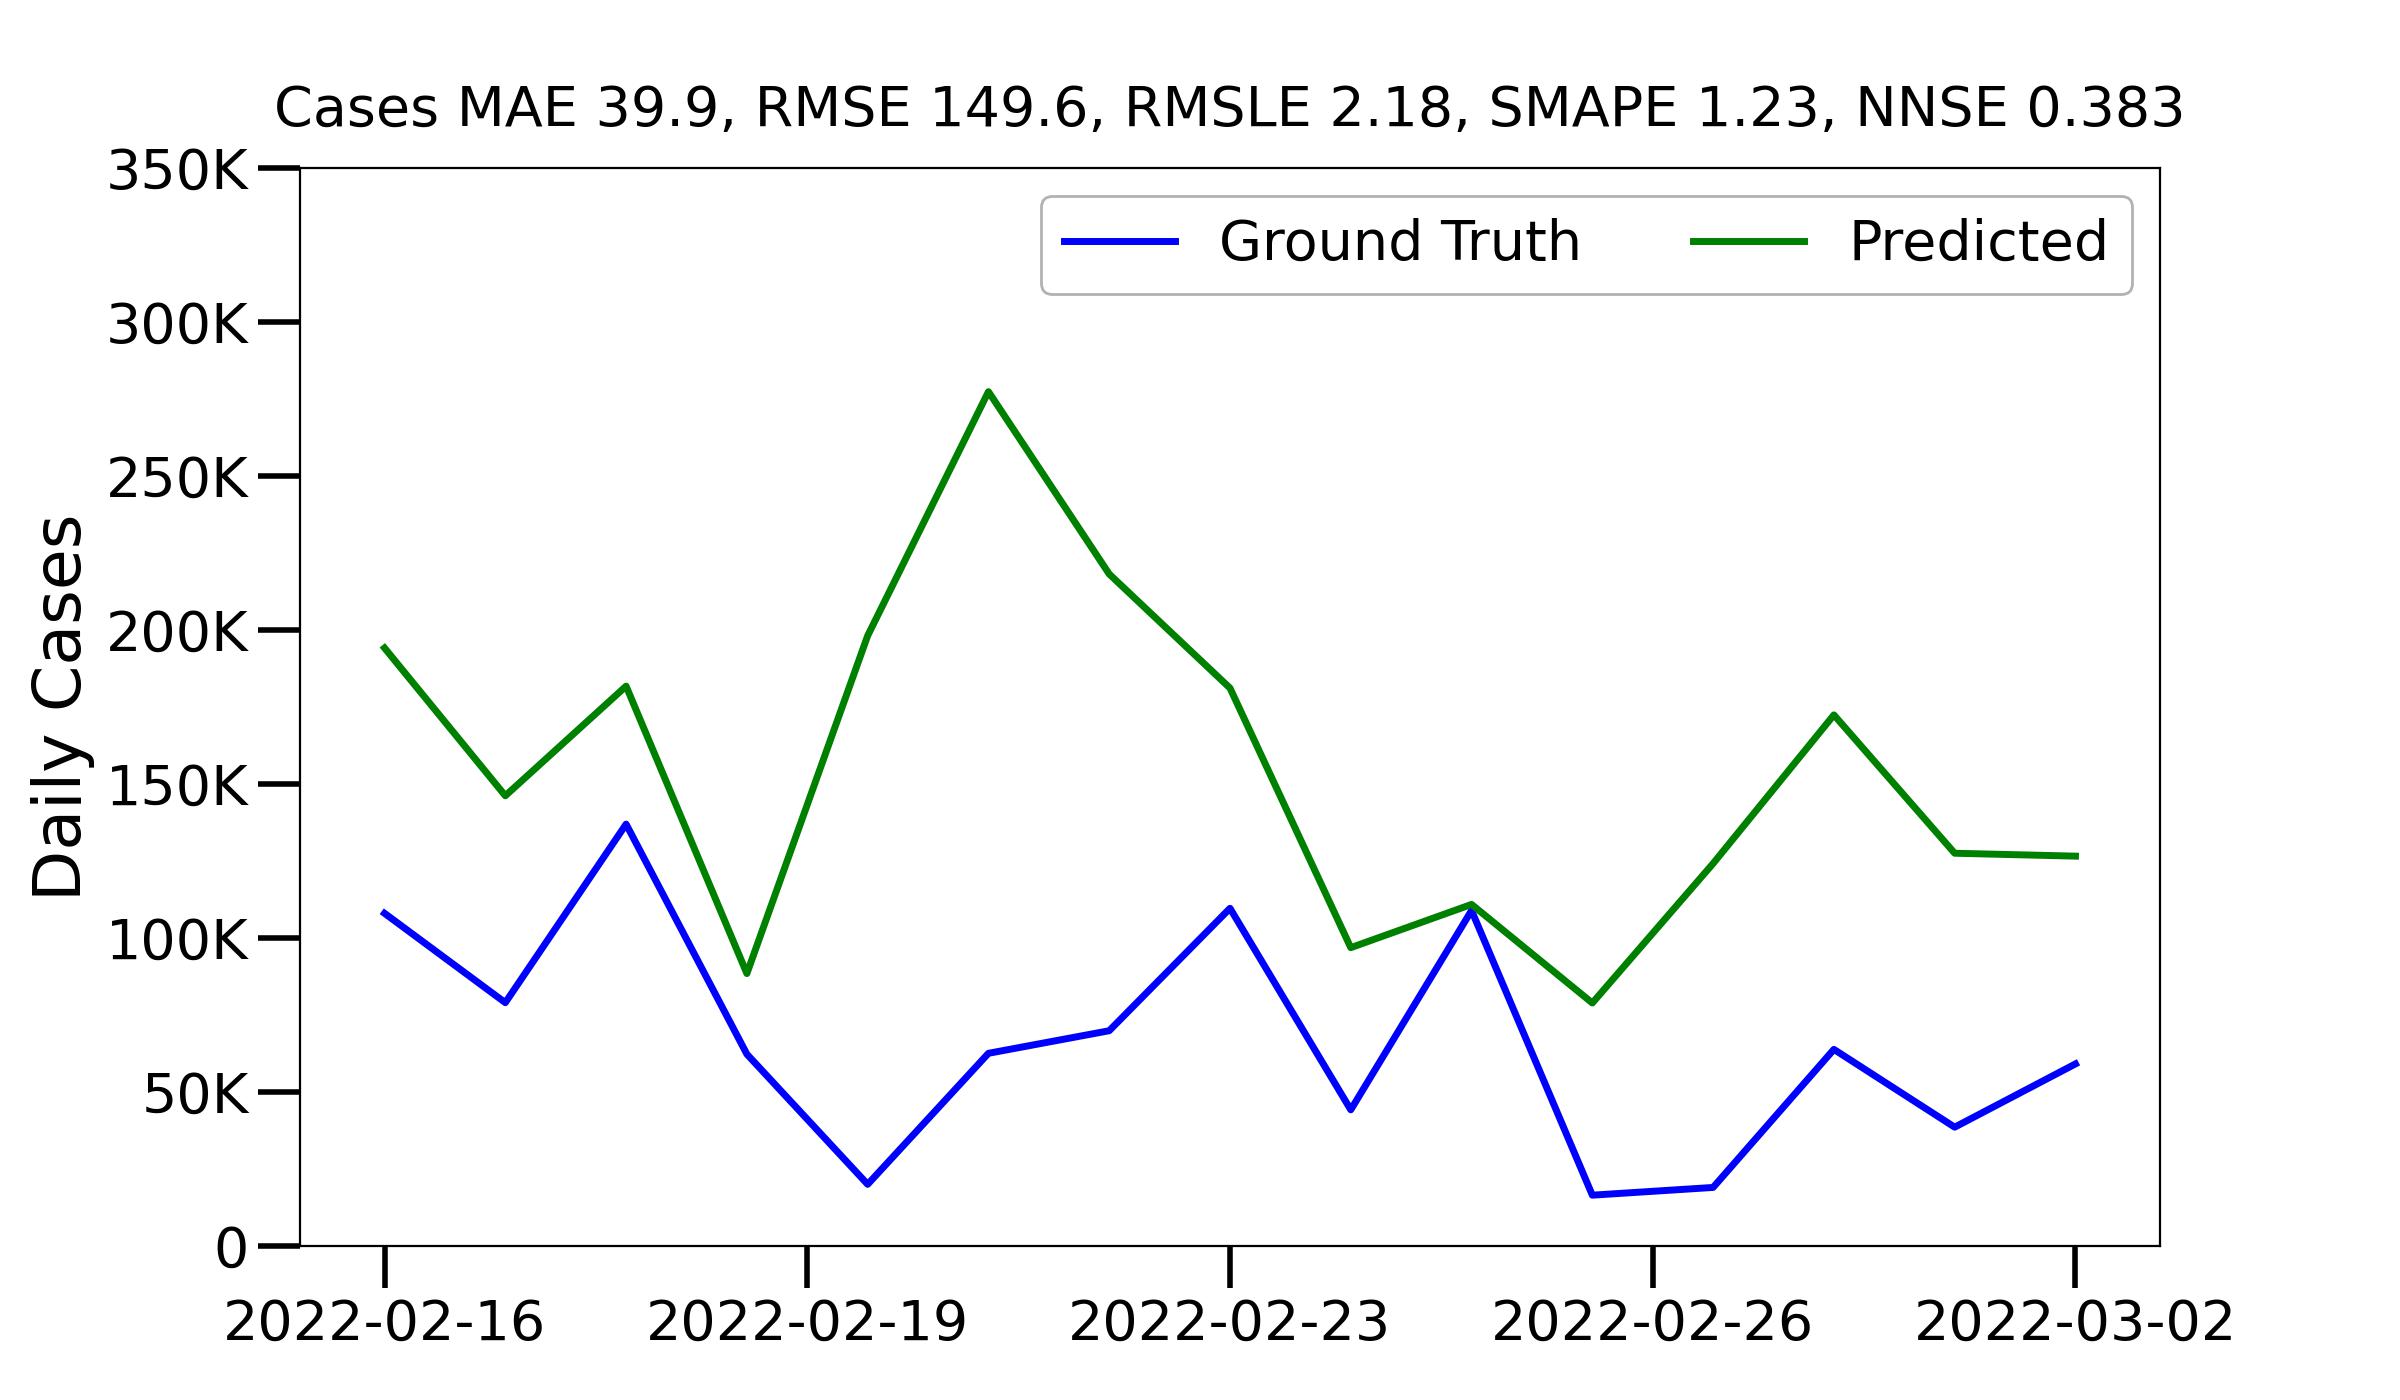 Cases MAE 39.9, RMSE 149.6, RMSLE 2.18, SMAPE 1.23, NNSE 0.383
Ground Truth
Predicted
Daily Cases
350K
300K
250K
200K
150K
100K
50K
0
2022-02-16
2022-02-19
2022-02-23
2022-02-26
2022-03-02